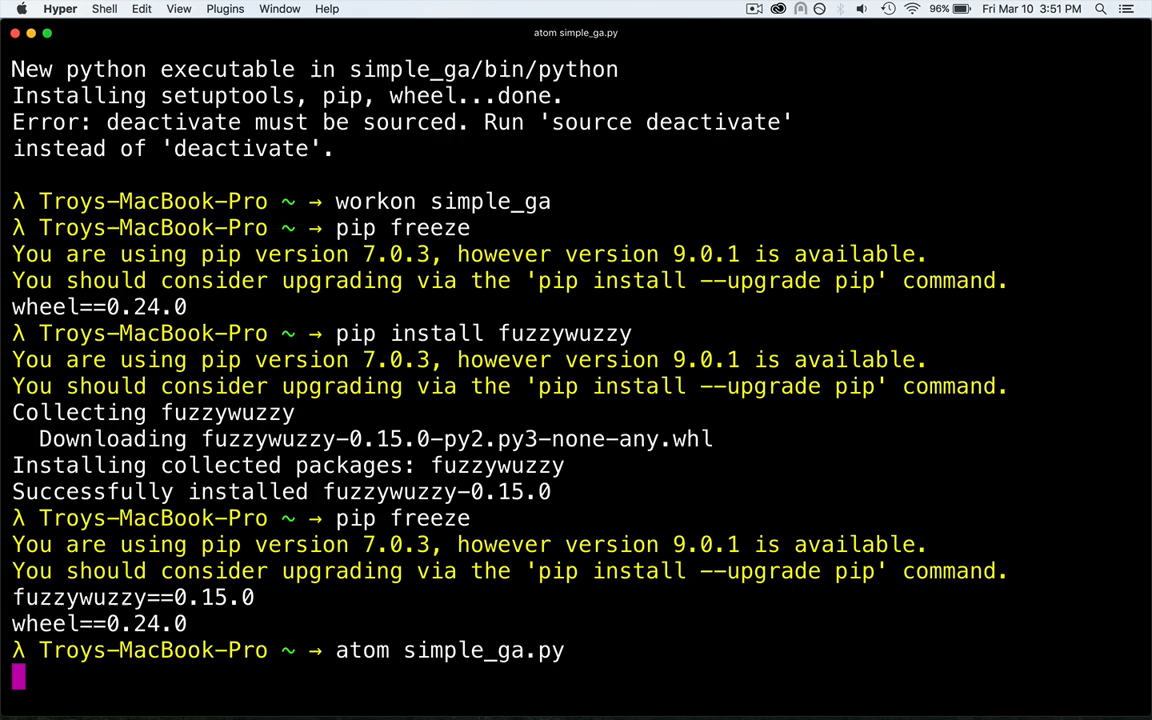 Hyper Shell Edit View Plugins Window Help 96% Fri Mar 10 3:51 PM
atom simple_ga.py
New python executable in simple_ga/bin/python
Installing setuptools, pip, wheel...done.
Error: deactivate must be sourced. Run 'source deactivate'
instead of 'deactivate'.
λ Troys-MacBook-Pro ~ → workon simple_ga
λ Troys-MacBook-Pro ~ → pip freeze
You are using pip version 7.0.3, however version 9.0.1 is available.
You should consider upgrading via the 'pip install --upgrade pip' command.
wheel==0.24.0
λ Troys-MacBook-Pro ~ → pip install fuzzywuzzy
You are using pip version 7.0.3, however version 9.0.1 is available.
You should consider upgrading via the 'pip install --upgrade pip' command.
Collecting fuzzywuzzy
  Downloading fuzzywuzzy-0.15.0-py2.py3-none-any.whl
Installing collected packages: fuzzywuzzy
Successfully installed fuzzywuzzy-0.15.0
λ Troys-MacBook-Pro ~ → pip freeze
You are using pip version 7.0.3, however version 9.0.1 is available.
You should consider upgrading via the 'pip install --upgrade pip' command.
fuzzywuzzy==0.15.0
wheel==0.24.0
λ Troys-MacBook-Pro ~ → atom simple_ga.py